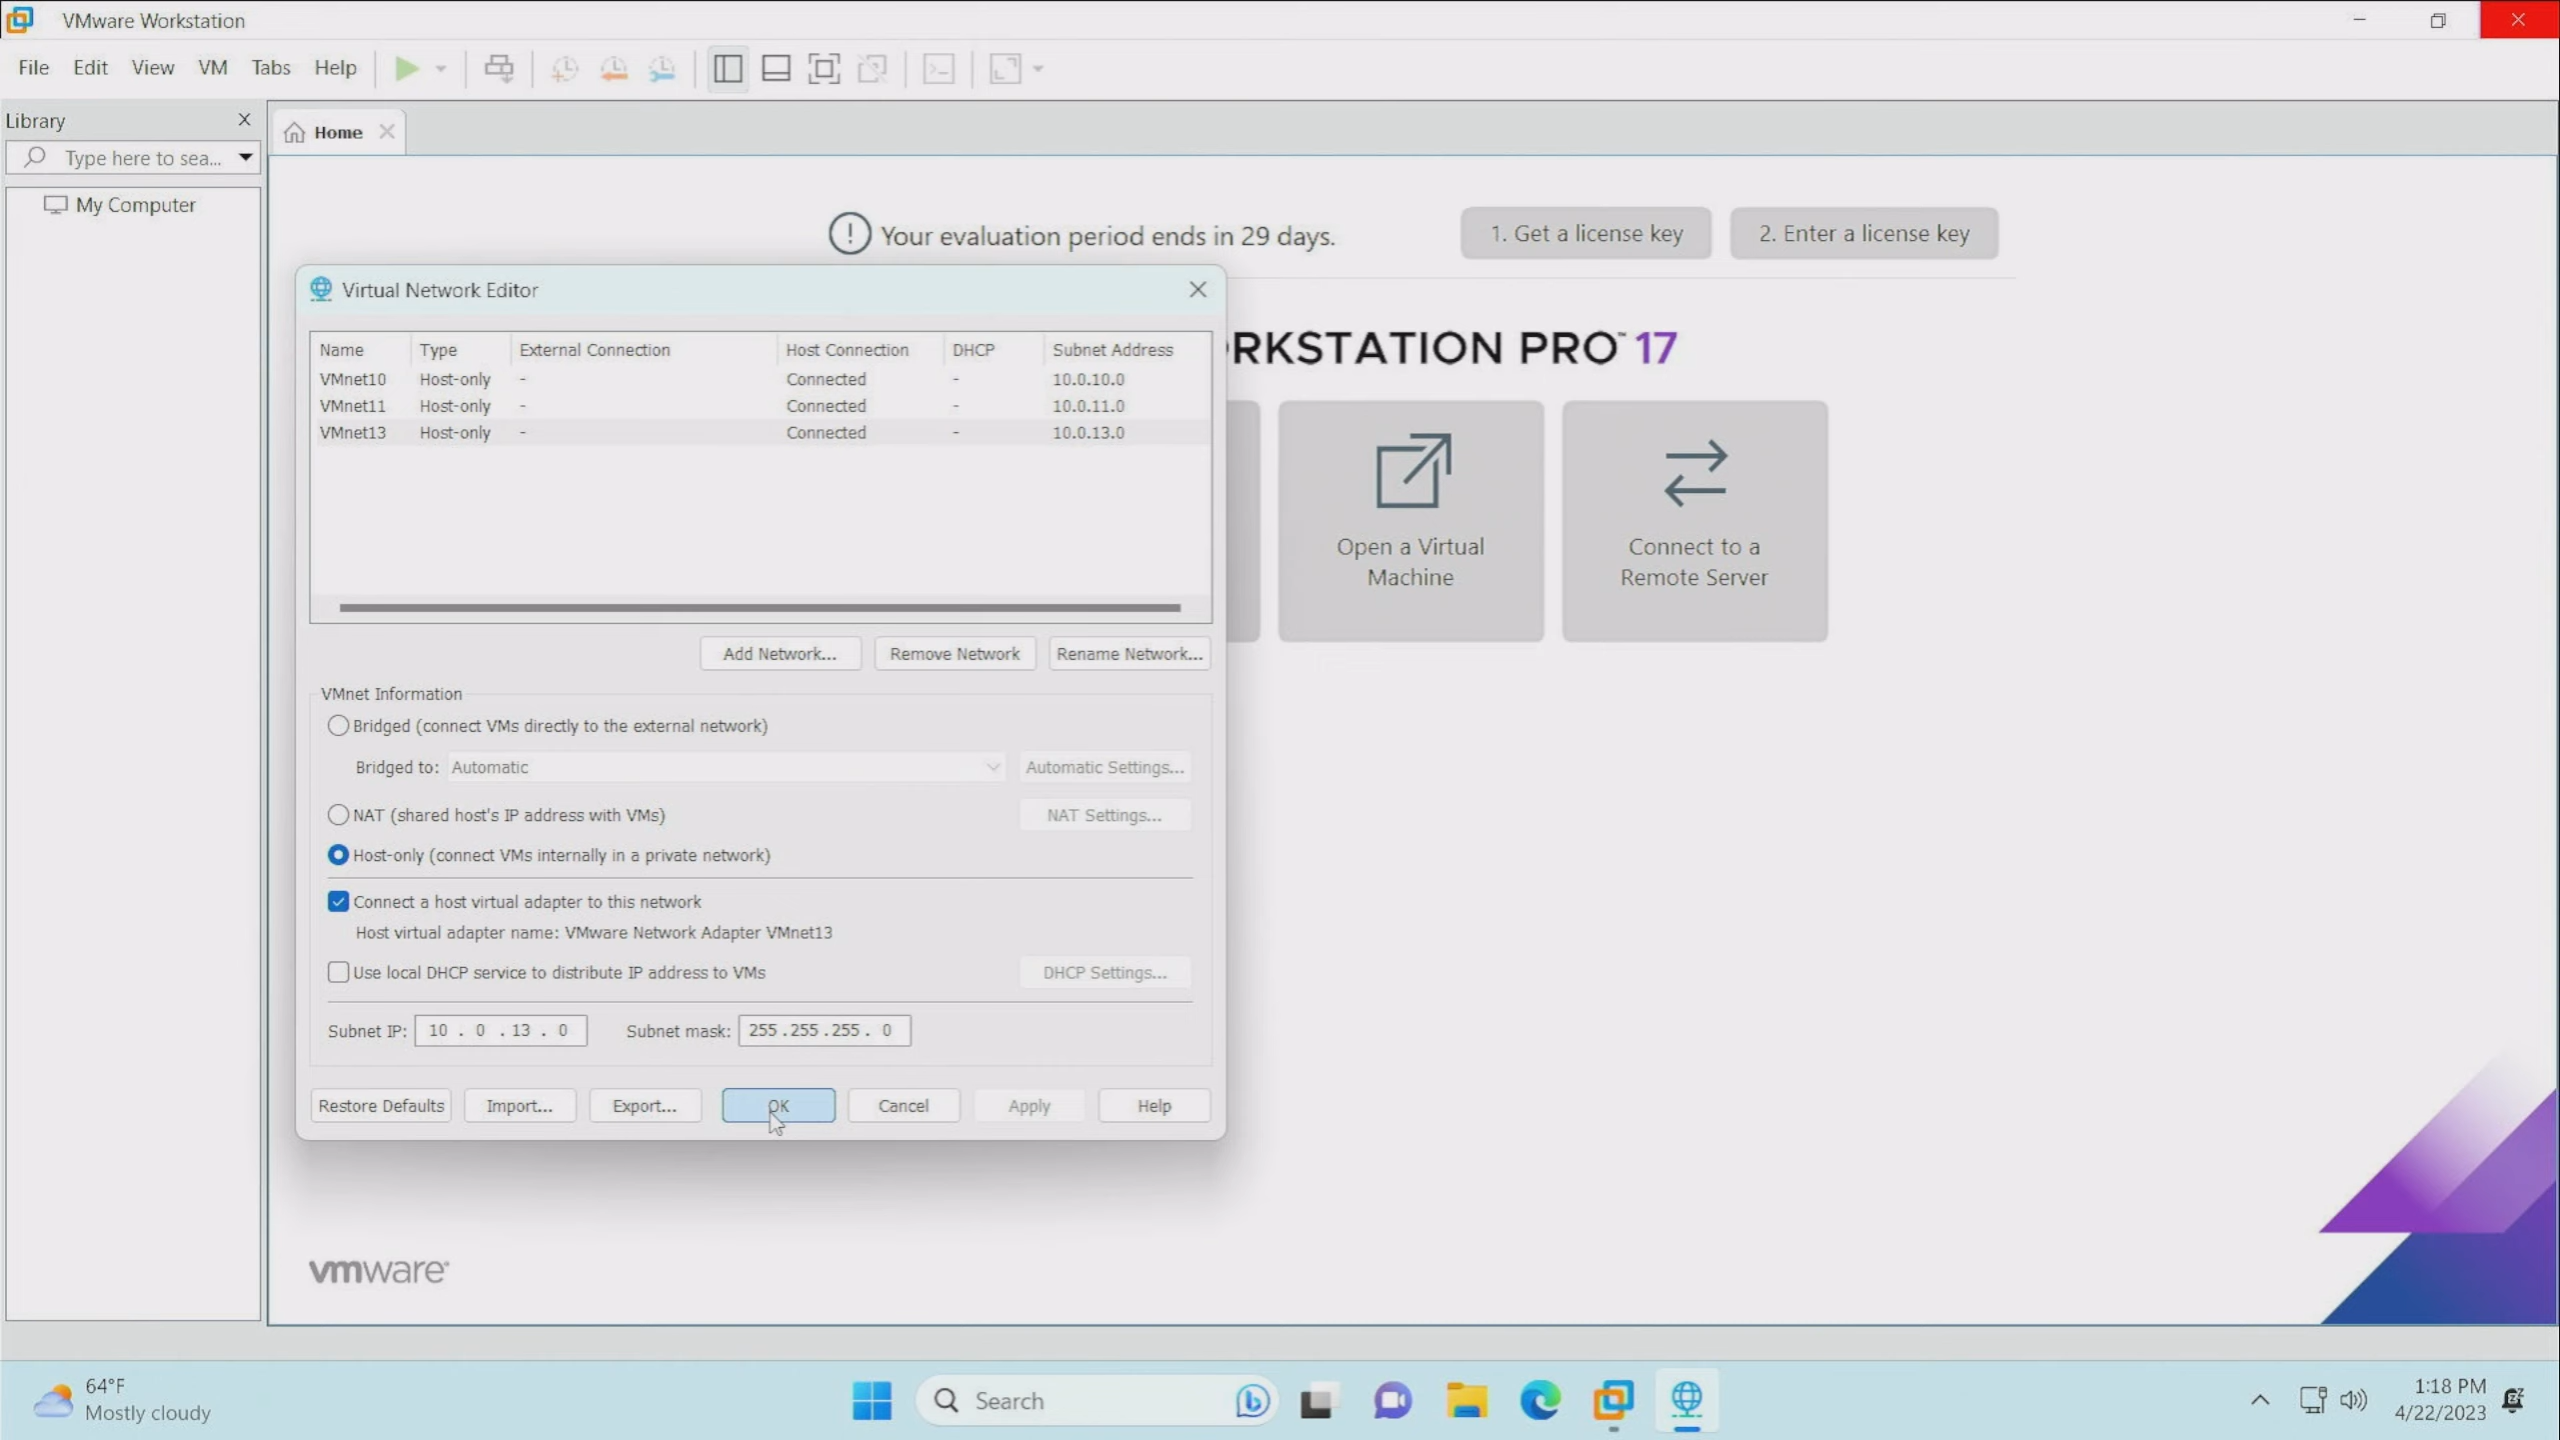 VMware Workstation
File Edit View VM Tabs Help
Library
Type here to sea...
My Computer
Home
Your evaluation period ends in 29 days.
1. Get a license key
2. Enter a license key
RKSTATION PRO™ 17
Virtual Network Editor
Name Type External Connection Host Connection DHCP Subnet Address
VMnet10 Host-only - Connected - 10.0.10.0
VMnet11 Host-only - Connected - 10.0.11.0
VMnet13 Host-only - Connected - 10.0.13.0
Open a Virtual
Machine
Connect to a
Remote Server
Add Network... Remove Network Rename Network...
VMnet Information
Bridged (connect VMs directly to the external network)
Bridged to: Automatic Automatic Settings...
NAT (shared host's IP address with VMs) NAT Settings...
Host-only (connect VMs internally in a private network)
Connect a host virtual adapter to this network
Host virtual adapter name: VMware Network Adapter VMnet13
Use local DHCP service to distribute IP address to VMs DHCP Settings...
Subnet IP: 10 . 0 . 13 . 0 Subnet mask: 255 . 255 . 255 . 0
Restore Defaults Import... Export... OK Cancel Apply Help
vmware®
64°F
Mostly cloudy
Search
1:18 PM
4/22/2023